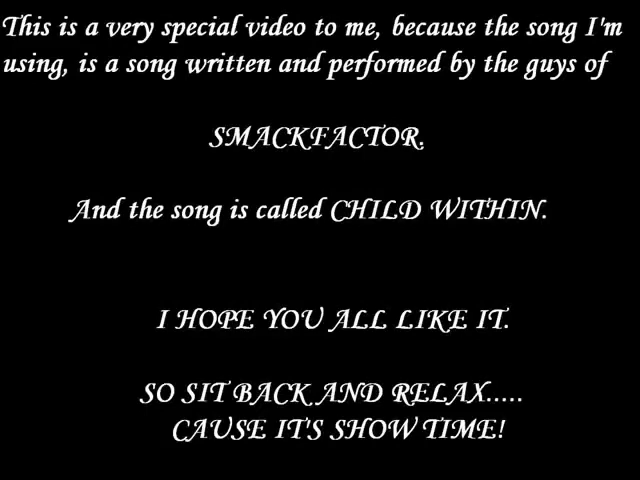 This is a very special video to me, because the song I'm
using, is a song written and performed by the guys of
SMACKFACTOR.
And the song is called CHILD WITHIN.
I HOPE YOU ALL LIKE IT.
SO SIT BACK AND RELAX.....
CAUSE IT'S SHOW TIME!